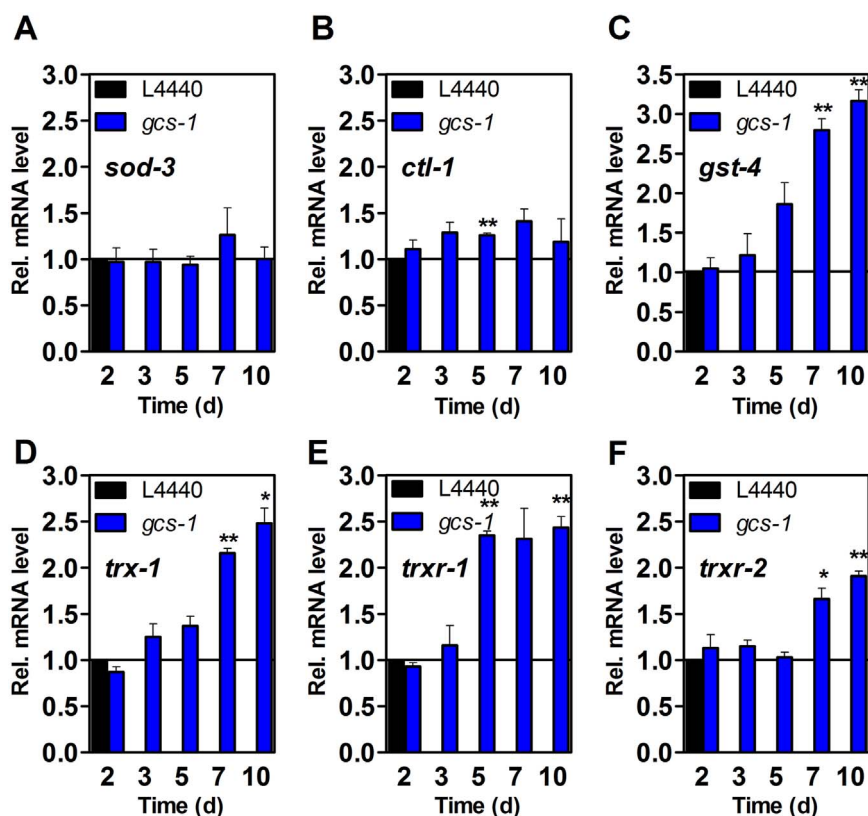 A
Rel. mRNA level
3.0
2.5
2.0
1.5
1.0
0.5
0.0
L4440
gcs-1
sod-3
2 3 5 7 10
Time (d)
B
Rel. mRNA level
3.0
2.5
2.0
1.5
1.0
0.5
0.0
L4440
gcs-1
ctl-1
**
2 3 5 7 10
Time (d)
C
Rel. mRNA level
3.5
3.0
2.5
2.0
1.5
1.0
0.5
0.0
L4440
gcs-1
gst-4
**
**
2 3 5 7 10
Time (d)
D
Rel. mRNA level
3.0
2.5
2.0
1.5
1.0
0.5
0.0
L4440
gcs-1
trx-1
**
*
2 3 5 7 10
Time (d)
E
Rel. mRNA level
3.0
2.5
2.0
1.5
1.0
0.5
0.0
L4440
gcs-1
trxr-1
**
**
2 3 5 7 10
Time (d)
F
Rel. mRNA level
3.0
2.5
2.0
1.5
1.0
0.5
0.0
L4440
gcs-1
trxr-2
*
**
2 3 5 7 10
Time (d)